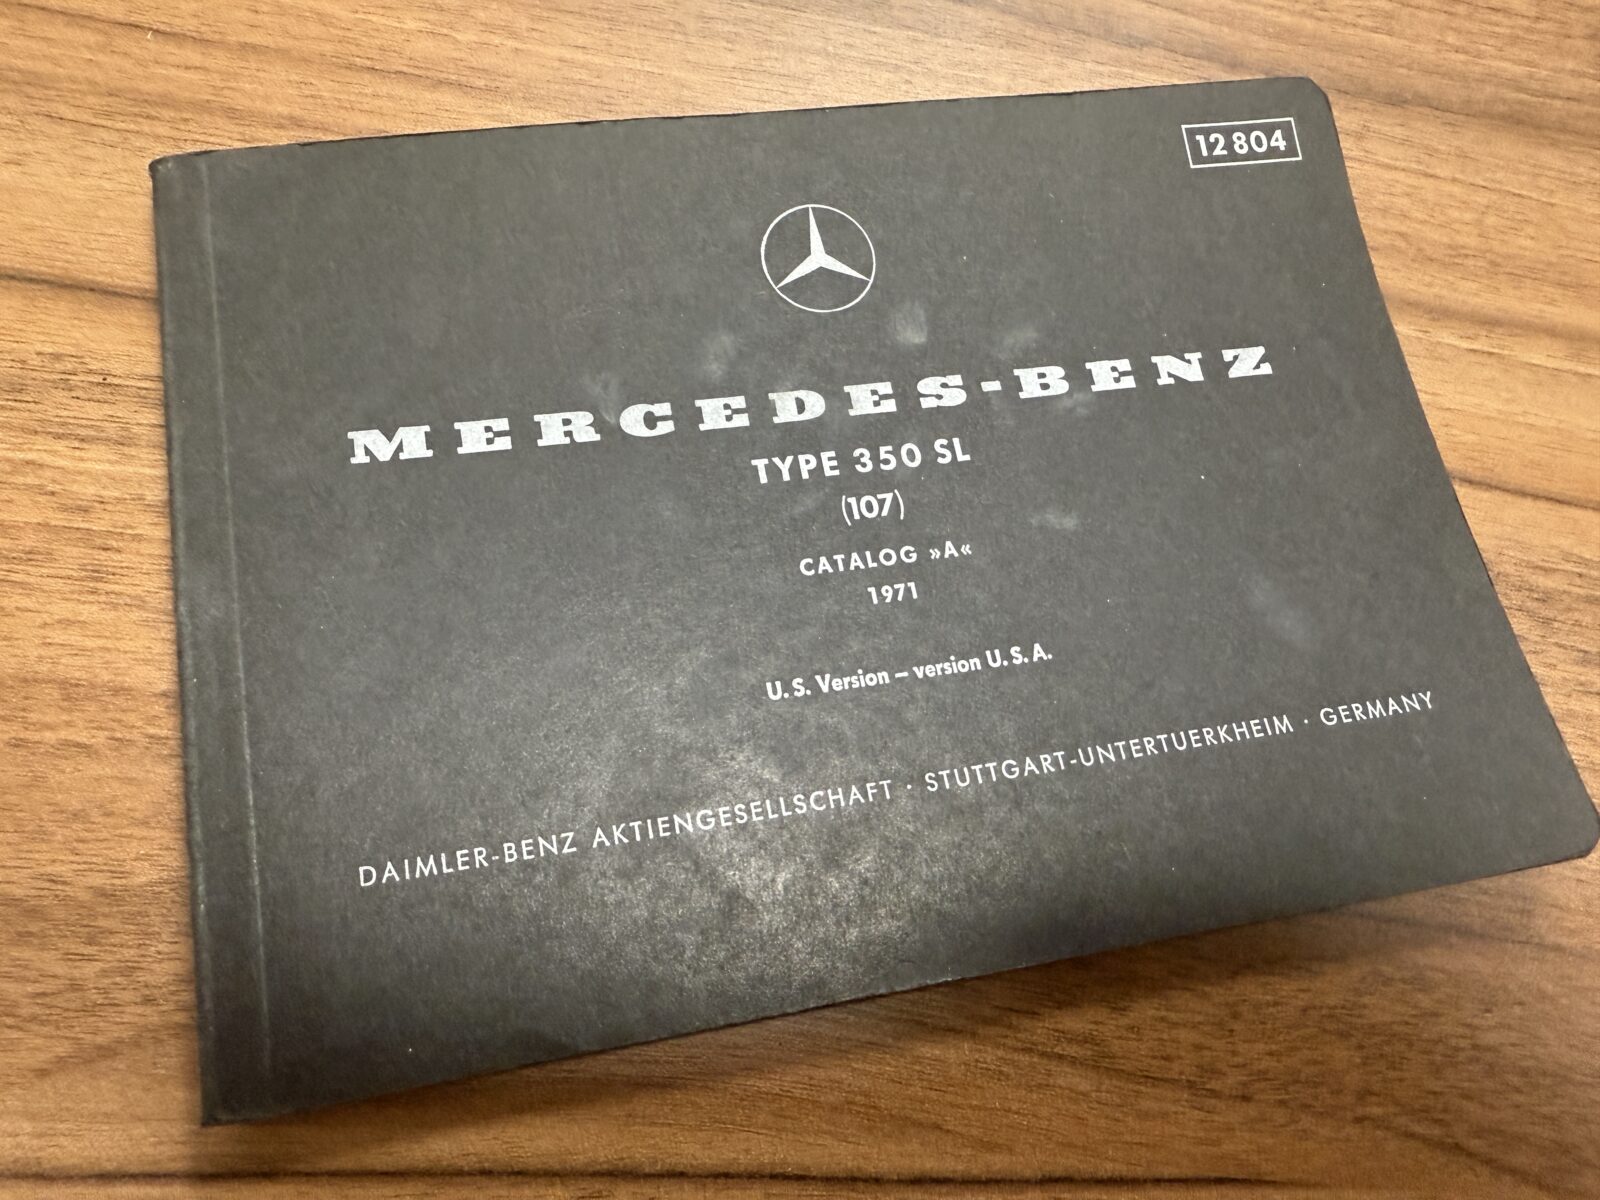 12 804
MERCEDES-BENZ
TYPE 350 SL
(107)
CATALOG »A«
1971
U.S. Version – version U.S.A.
DAIMLER-BENZ AKTIENGESELLSCHAFT · STUTTGART-UNTERTUERKHEIM · GERMANY